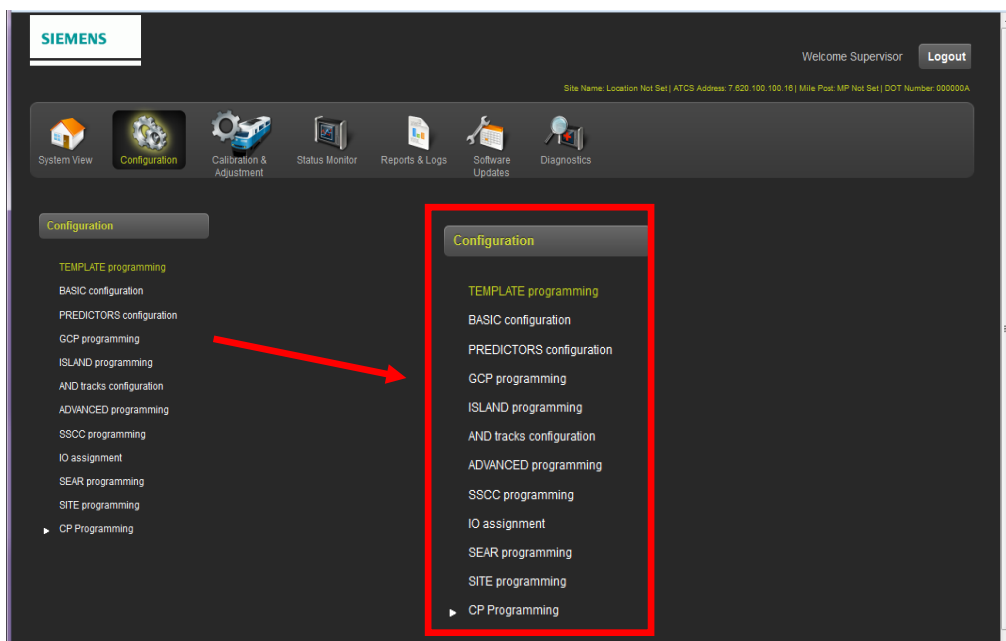 SIEMENS
Welcome Supervisor
Logout
Site Name: Location Not Set | ATCS Address: 7.620.100.100.16 | Mile Post: MP Not Set | DOT Number: 000000A
System View
Configuration
Calibration &
Adjustment
Status Monitor
Reports & Logs
Software
Updates
Diagnostics
Configuration
TEMPLATE programming
BASIC configuration
PREDICTORS configuration
GCP programming
ISLAND programming
AND tracks configuration
ADVANCED programming
SSCC programming
IO assignment
SEAR programming
SITE programming
CP Programming
Configuration
TEMPLATE programming
BASIC configuration
PREDICTORS configuration
GCP programming
ISLAND programming
AND tracks configuration
ADVANCED programming
SSCC programming
IO assignment
SEAR programming
SITE programming
CP Programming